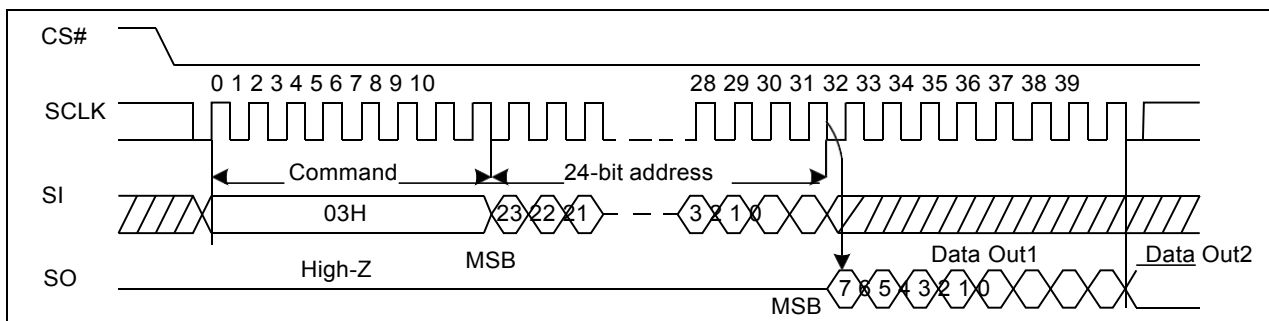 CS#
0 1 2 3 4 5 6 7 8 9 10 28 29 30 31 32 33 34 35 36 37 38 39
SCLK
Command 24-bit address
SI
03H 23 22 21 3 2 1 0
High-Z MSB Data Out1 Data Out2
SO
MSB 7 6 5 4 3 2 1 0